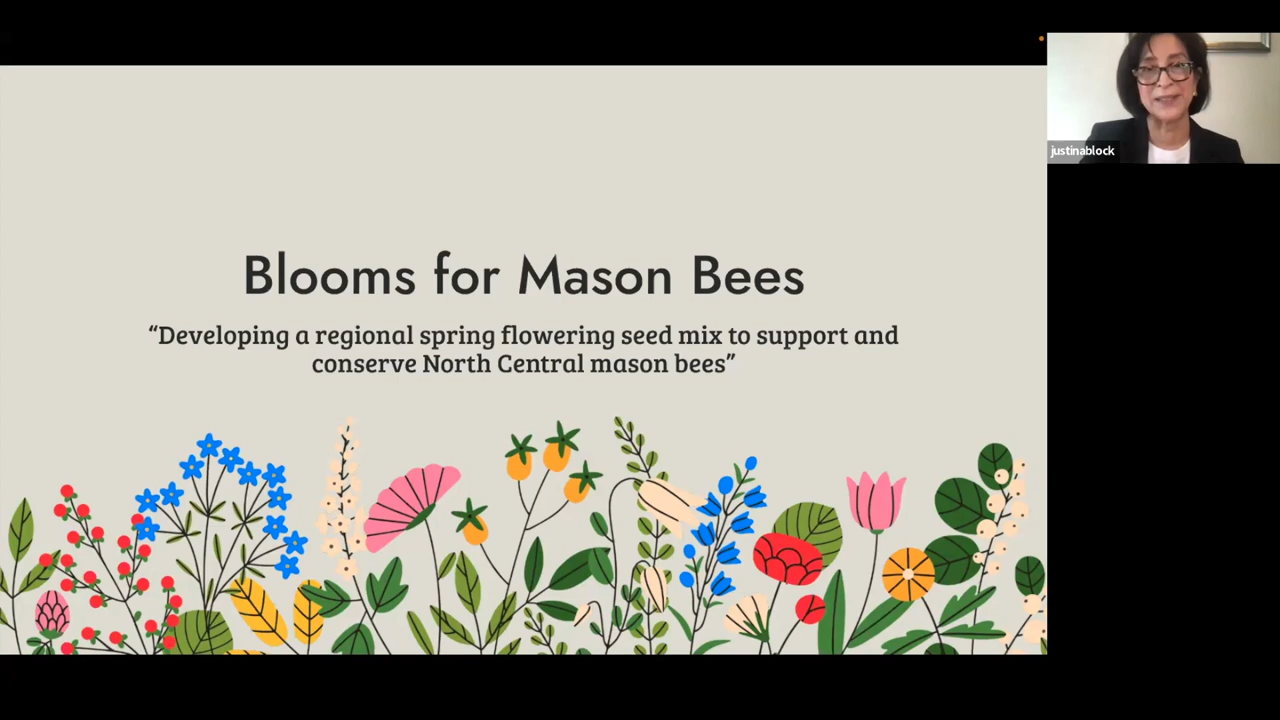 Blooms for Mason Bees
“Developing a regional spring flowering seed mix to support and
conserve North Central mason bees”
justinablock